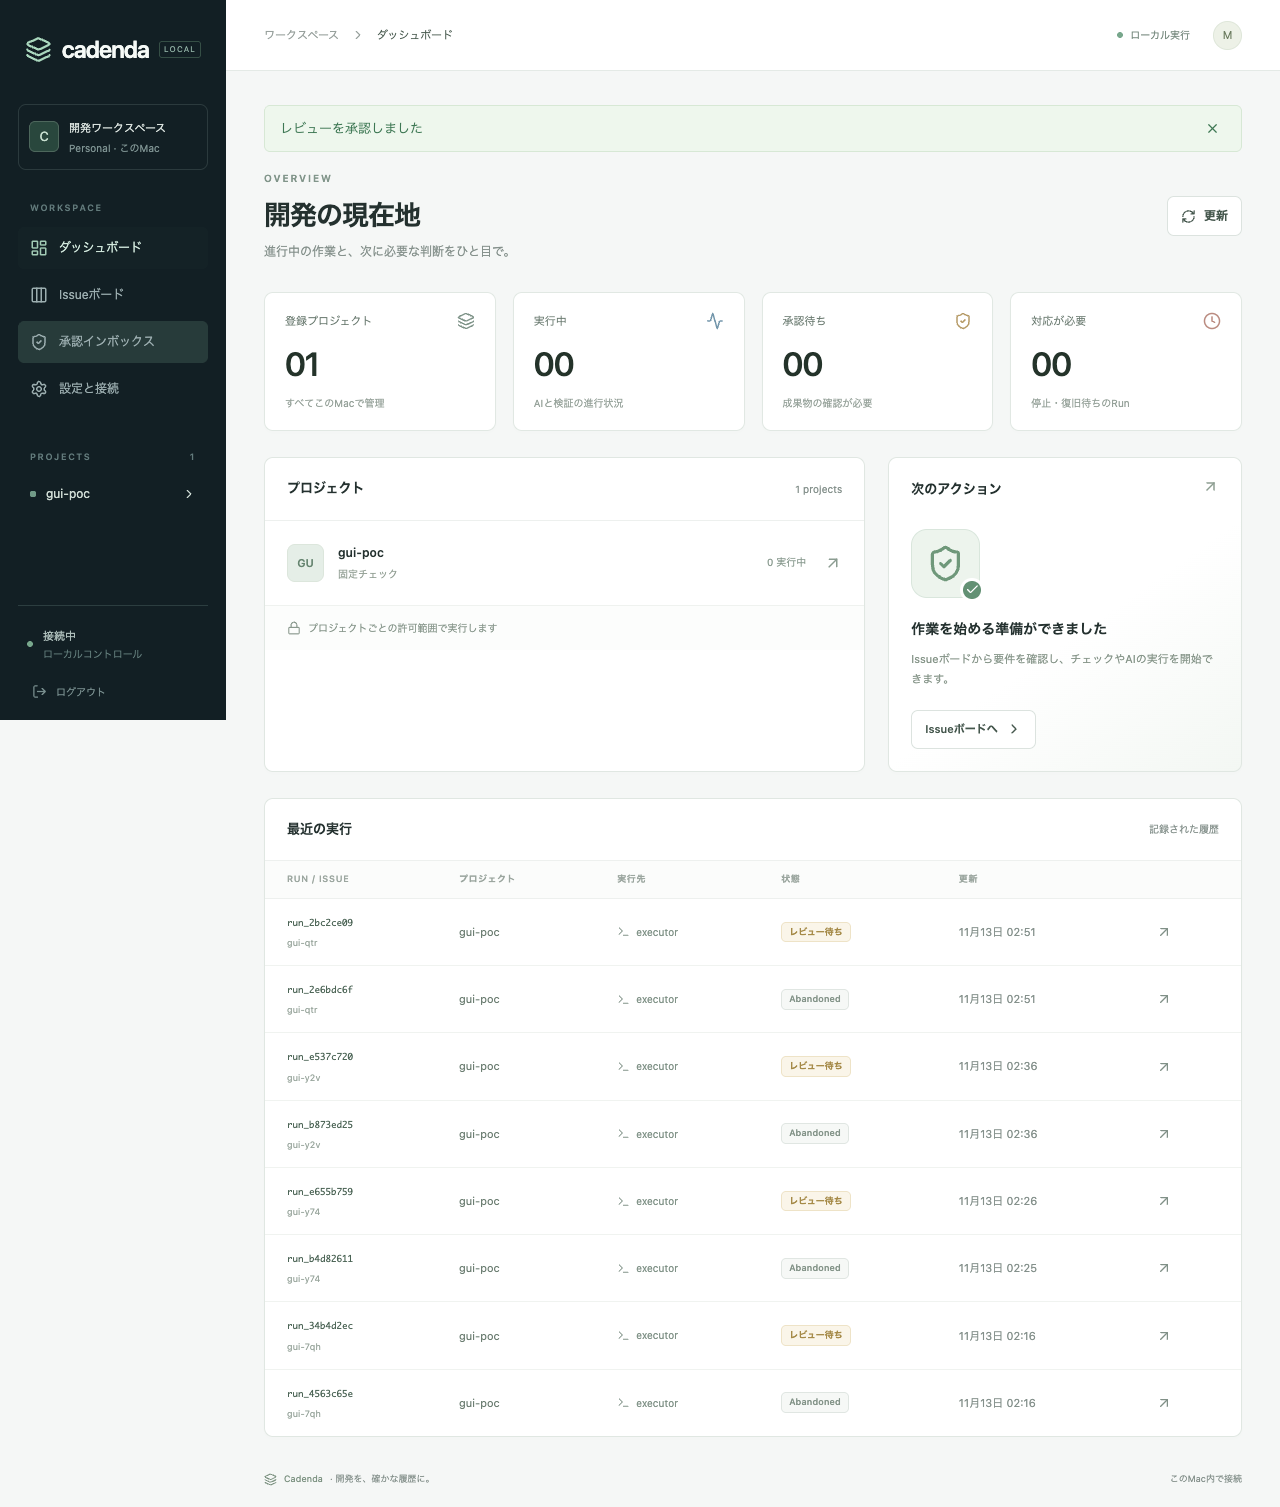 cadenda LOCAL
C
開発ワークスペース
Personal · このMac
WORKSPACE
ダッシュボード
Issueボード
承認インボックス
設定と接続
PROJECTS 1
gui-poc
接続中
ローカルコントロール
ログアウト
ワークスペース ダッシュボード
ローカル実行 M
レビューを承認しました
OVERVIEW
開発の現在地
進行中の作業と、次に必要な判断をひと目で。
更新
登録プロジェクト
01
すべてこのMacで管理
実行中
00
AIと検証の進行状況
承認待ち
00
成果物の確認が必要
対応が必要
00
停止・復旧待ちのRun
プロジェクト 1 projects
GU
gui-poc
固定チェック
0 実行中
プロジェクトごとの許可範囲で実行します
次のアクション
作業を始める準備ができました
Issueボードから要件を確認し、チェックやAIの実行を開始で
きます。
Issueボードへ
最近の実行 記録された履歴
RUN / ISSUE プロジェクト 実行先 状態 更新
run_2bc2ce09
gui-qtr
gui-poc executor レビュー待ち 11月13日 02:51
run_2e6bdc6f
gui-qtr
gui-poc executor Abandoned 11月13日 02:51
run_e537c720
gui-y2v
gui-poc executor レビュー待ち 11月13日 02:36
run_b873ed25
gui-y2v
gui-poc executor Abandoned 11月13日 02:36
run_e655b759
gui-y74
gui-poc executor レビュー待ち 11月13日 02:26
run_b4d82611
gui-y74
gui-poc executor Abandoned 11月13日 02:25
run_34b4d2ec
gui-7qh
gui-poc executor レビュー待ち 11月13日 02:16
run_4563c65e
gui-7qh
gui-poc executor Abandoned 11月13日 02:16
Cadenda · 開発を、確かな履歴に。
このMac内で接続